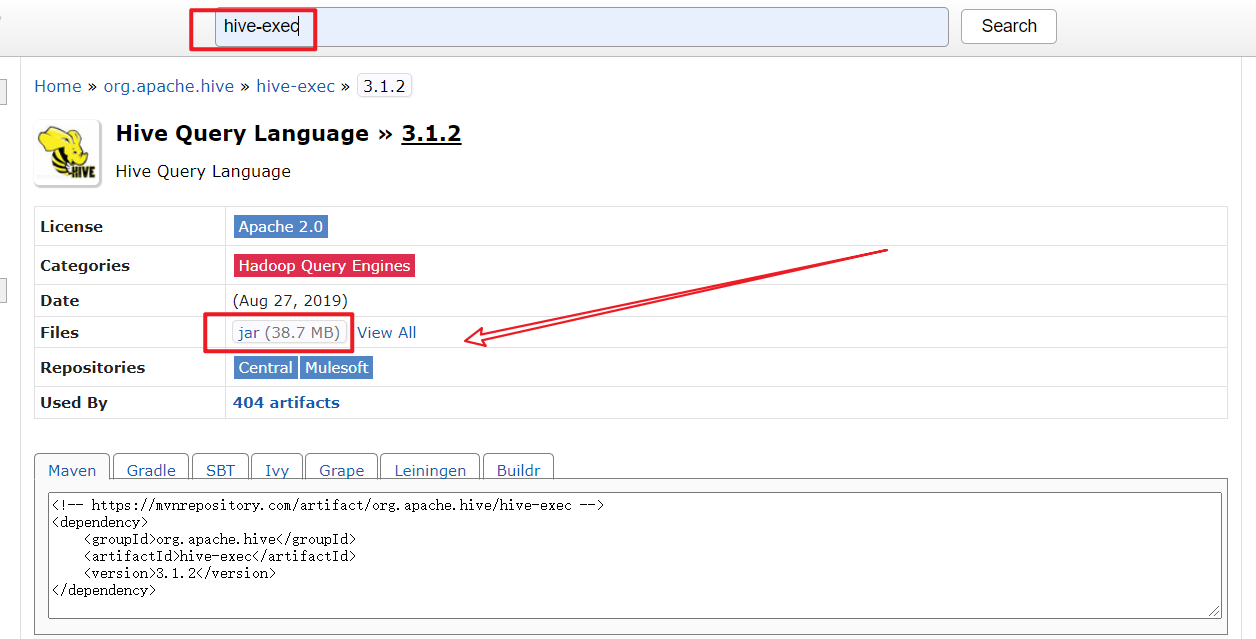 hive-exec Search
Home » org.apache.hive » hive-exec » 3.1.2
Hive Query Language » 3.1.2
HIVE
Hive Query Language
License Apache 2.0
Categories Hadoop Query Engines
Date (Aug 27, 2019)
Files jar (38.7 MB) View All
Repositories Central Mulesoft
Used By 404 artifacts
Maven Gradle SBT Ivy Grape Leiningen Buildr
<!-- https://mvnrepository.com/artifact/org.apache.hive/hive-exec -->
<dependency>
    <groupId>org.apache.hive</groupId>
    <artifactId>hive-exec</artifactId>
    <version>3.1.2</version>
</dependency>